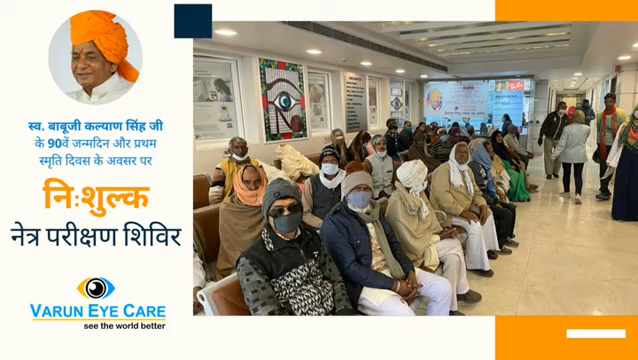 स्व. बाबूजी कल्याण सिंह जी
के 90वें जन्मदिन और प्रथम
स्मृति दिवस के अवसर पर
निःशुल्क
नेत्र परीक्षण शिविर
VARUN EYE CARE
see the world better